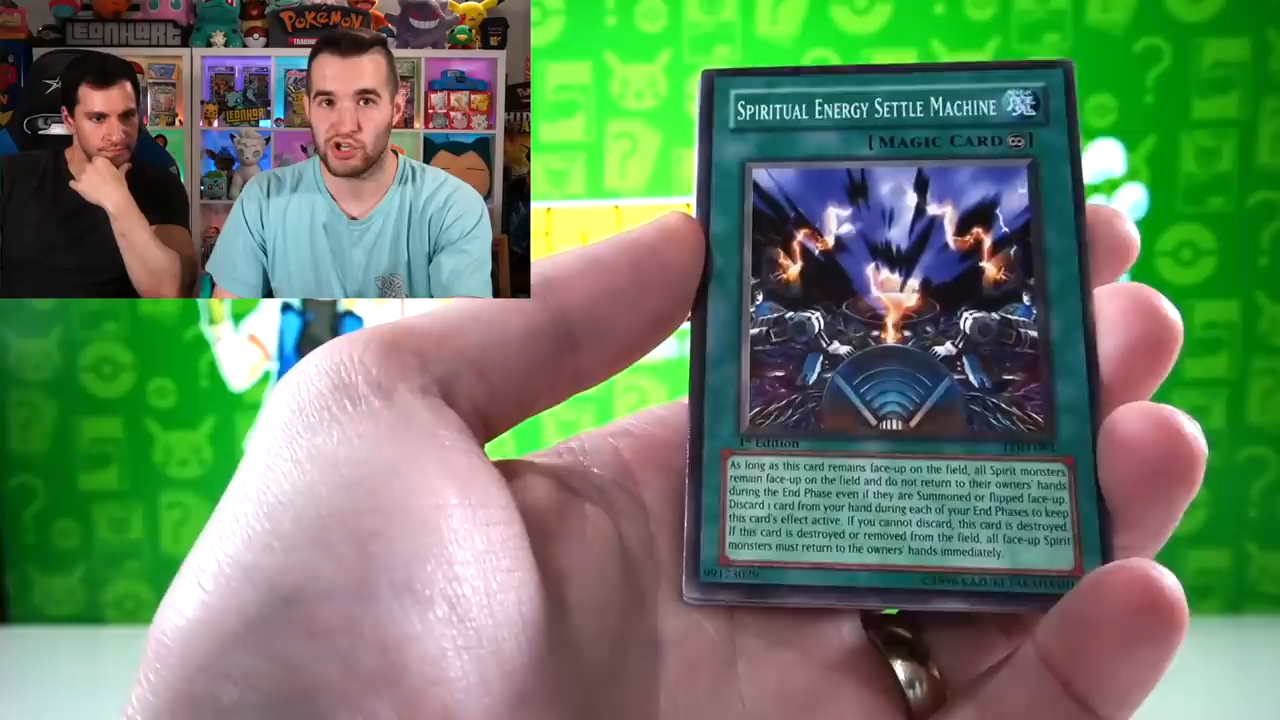 LEONHART
POKÉMON
LEONHART
SPIRITUAL ENERGY SETTLE MACHINE 魔
[MAGIC CARD]
1st Edition
As long as this card remains face-up on the field, all Spirit monsters
remain face-up on the field and do not return to their owners' hands
during the End Phase even if they are Summoned or flipped face-up.
Discard 1 card from your hand during each of your End Phases to keep
this card's effect active. If you cannot discard, this card is destroyed.
If this card is destroyed or removed from the field, all face-up Spirit
monsters must return to the owners' hands immediately.
99173029 ©1996 KAZUKI TAKAHASHI